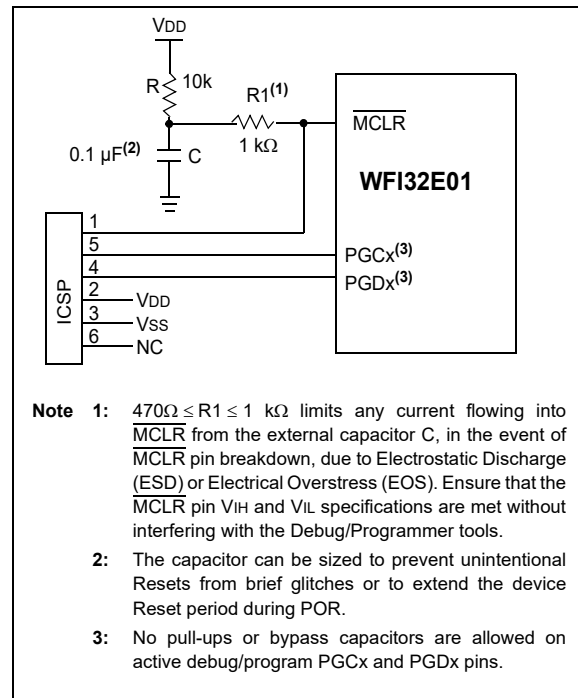 VDD
R 10k
R1(1)
1 kΩ
0.1 µF(2) C
MCLR
WFI32E01
PGCx(3)
PGDx(3)
ICSP
1
5
4
2 VDD
3 VSS
6 NC
Note 1: 470Ω ≤ R1 ≤ 1 kΩ limits any current flowing into
MCLR from the external capacitor C, in the event of
MCLR pin breakdown, due to Electrostatic Discharge
(ESD) or Electrical Overstress (EOS). Ensure that the
MCLR pin VIH and VIL specifications are met without
interfering with the Debug/Programmer tools.
2: The capacitor can be sized to prevent unintentional
Resets from brief glitches or to extend the device
Reset period during POR.
3: No pull-ups or bypass capacitors are allowed on
active debug/program PGCx and PGDx pins.